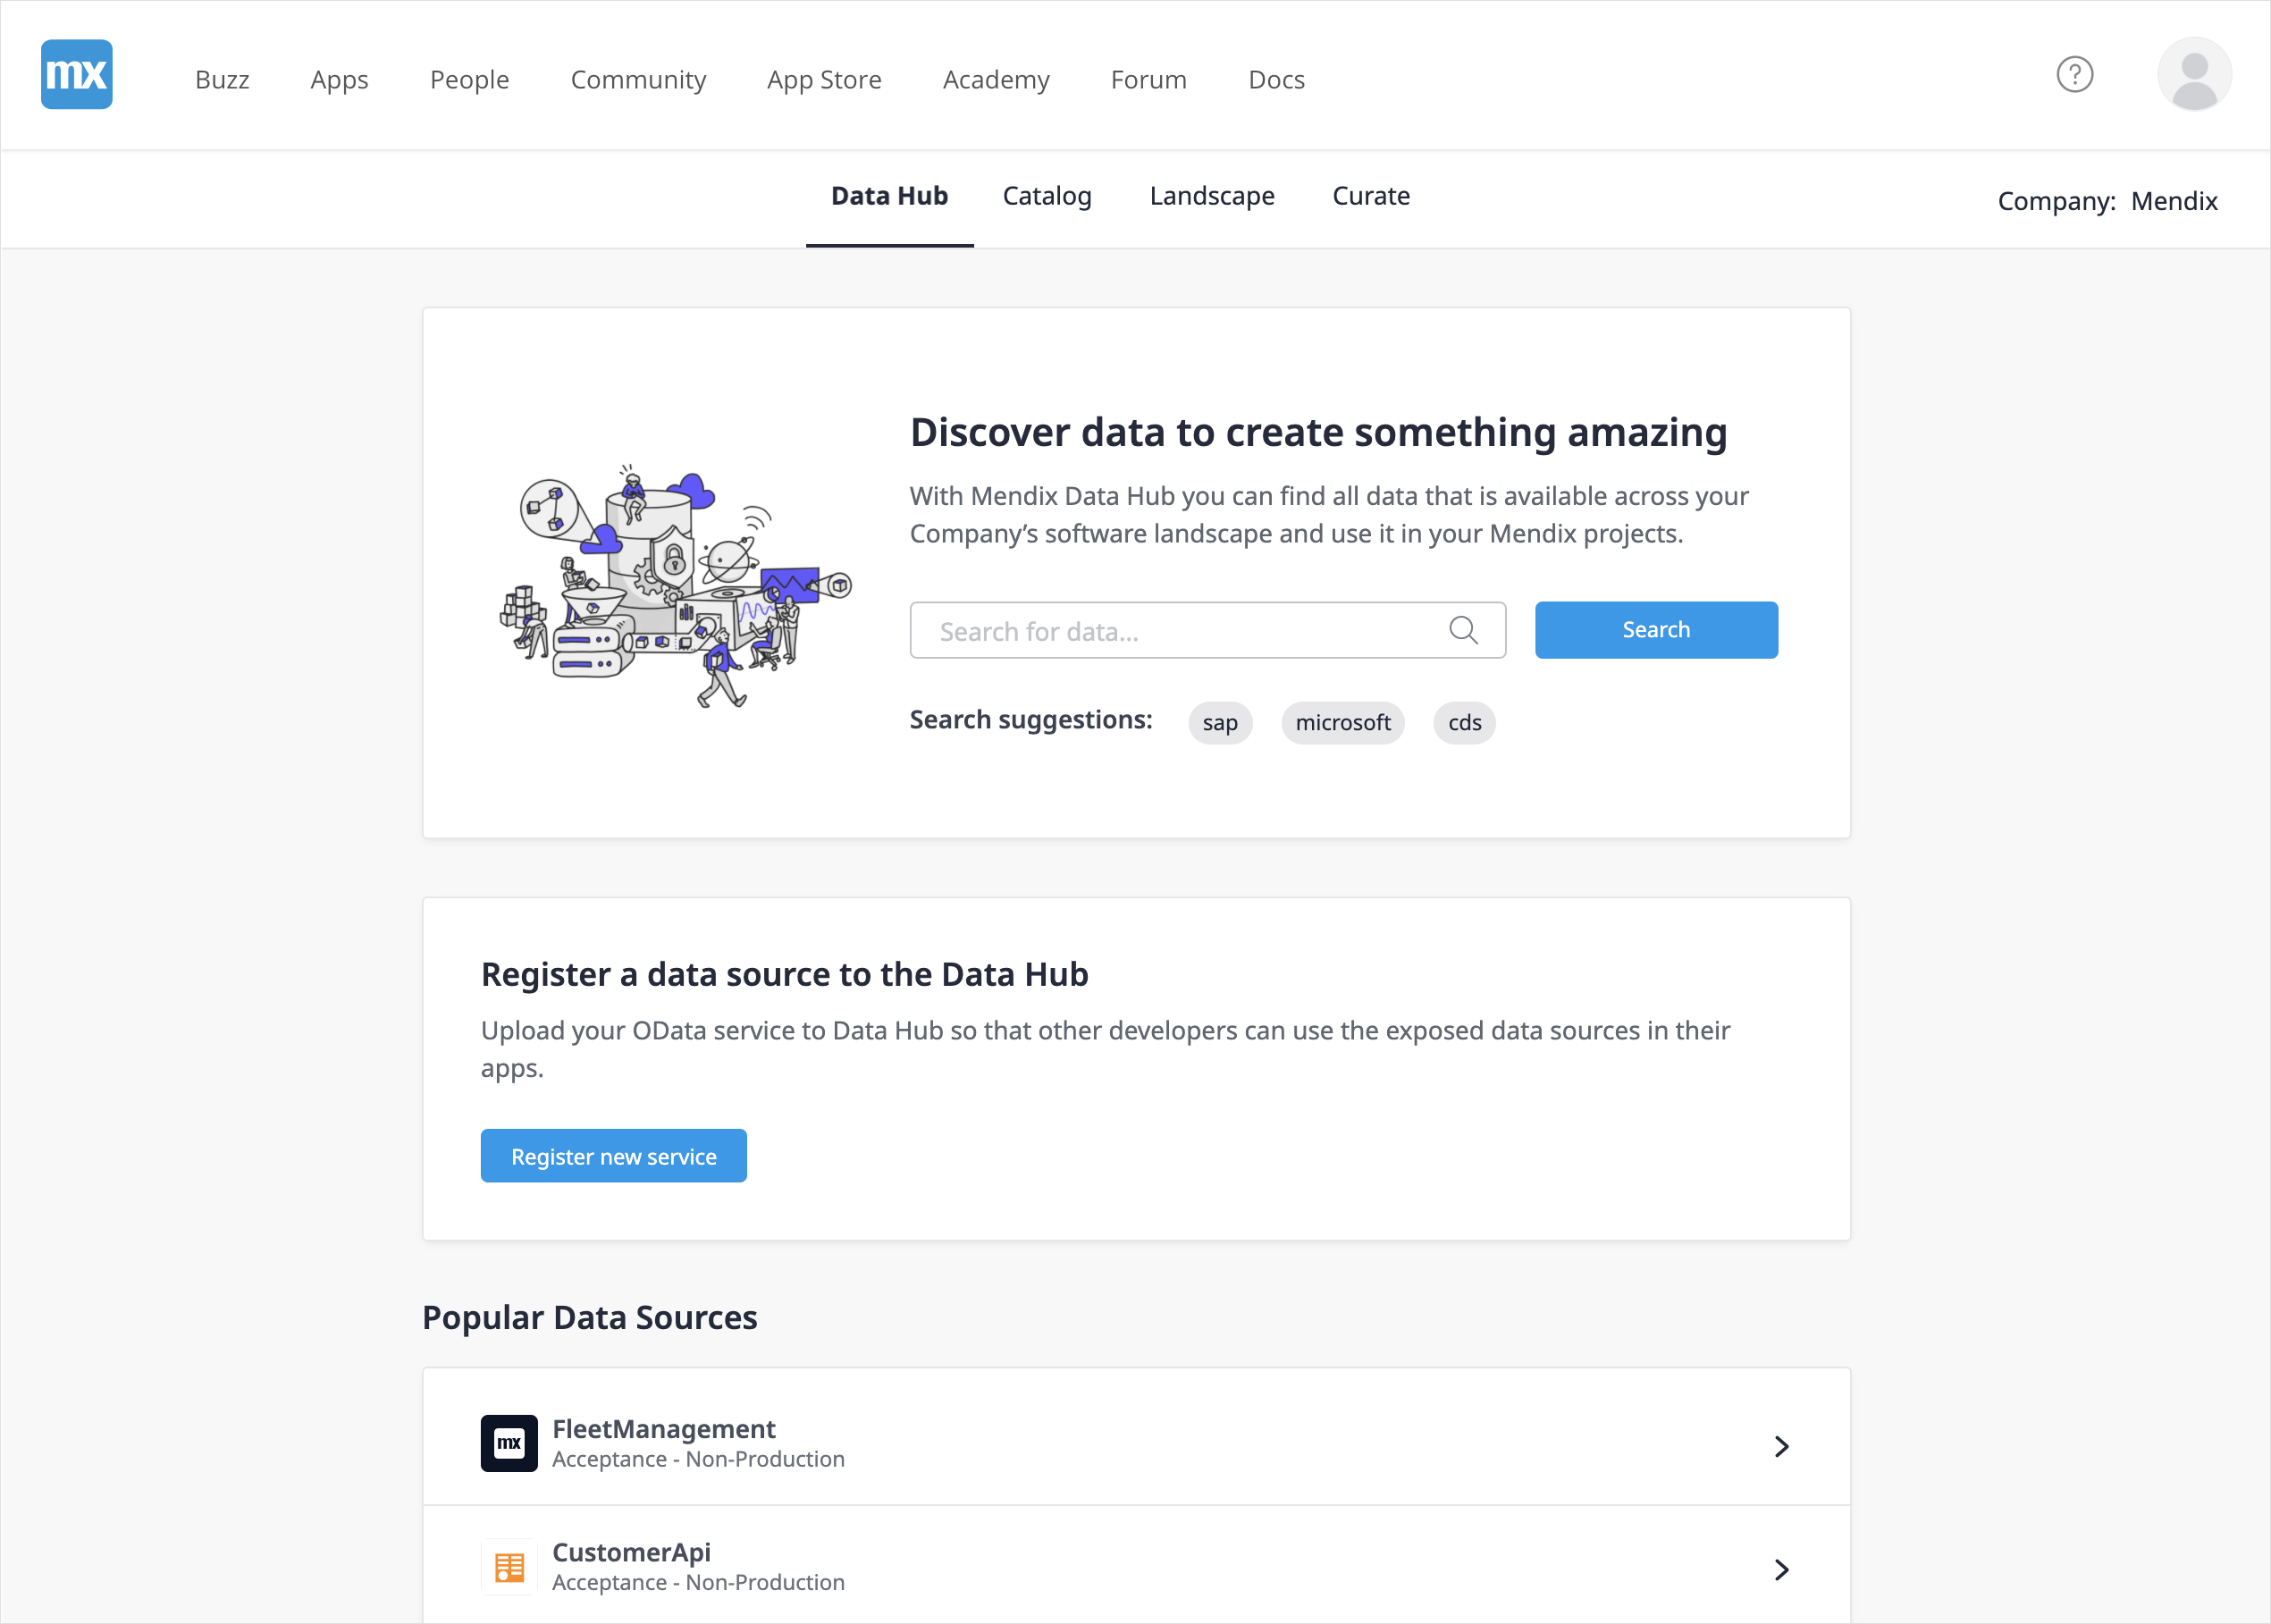 mx
Buzz Apps People Community App Store Academy Forum Docs ?
Data Hub Catalog Landscape Curate Company: Mendix
Discover data to create something amazing
With Mendix Data Hub you can find all data that is available across your
Company’s software landscape and use it in your Mendix projects.
Search for data... Search
Search suggestions: sap microsoft cds
Register a data source to the Data Hub
Upload your OData service to Data Hub so that other developers can use the exposed data sources in their
apps.
Register new service
Popular Data Sources
mx
FleetManagement
Acceptance - Non-Production
CustomerApi
Acceptance - Non-Production